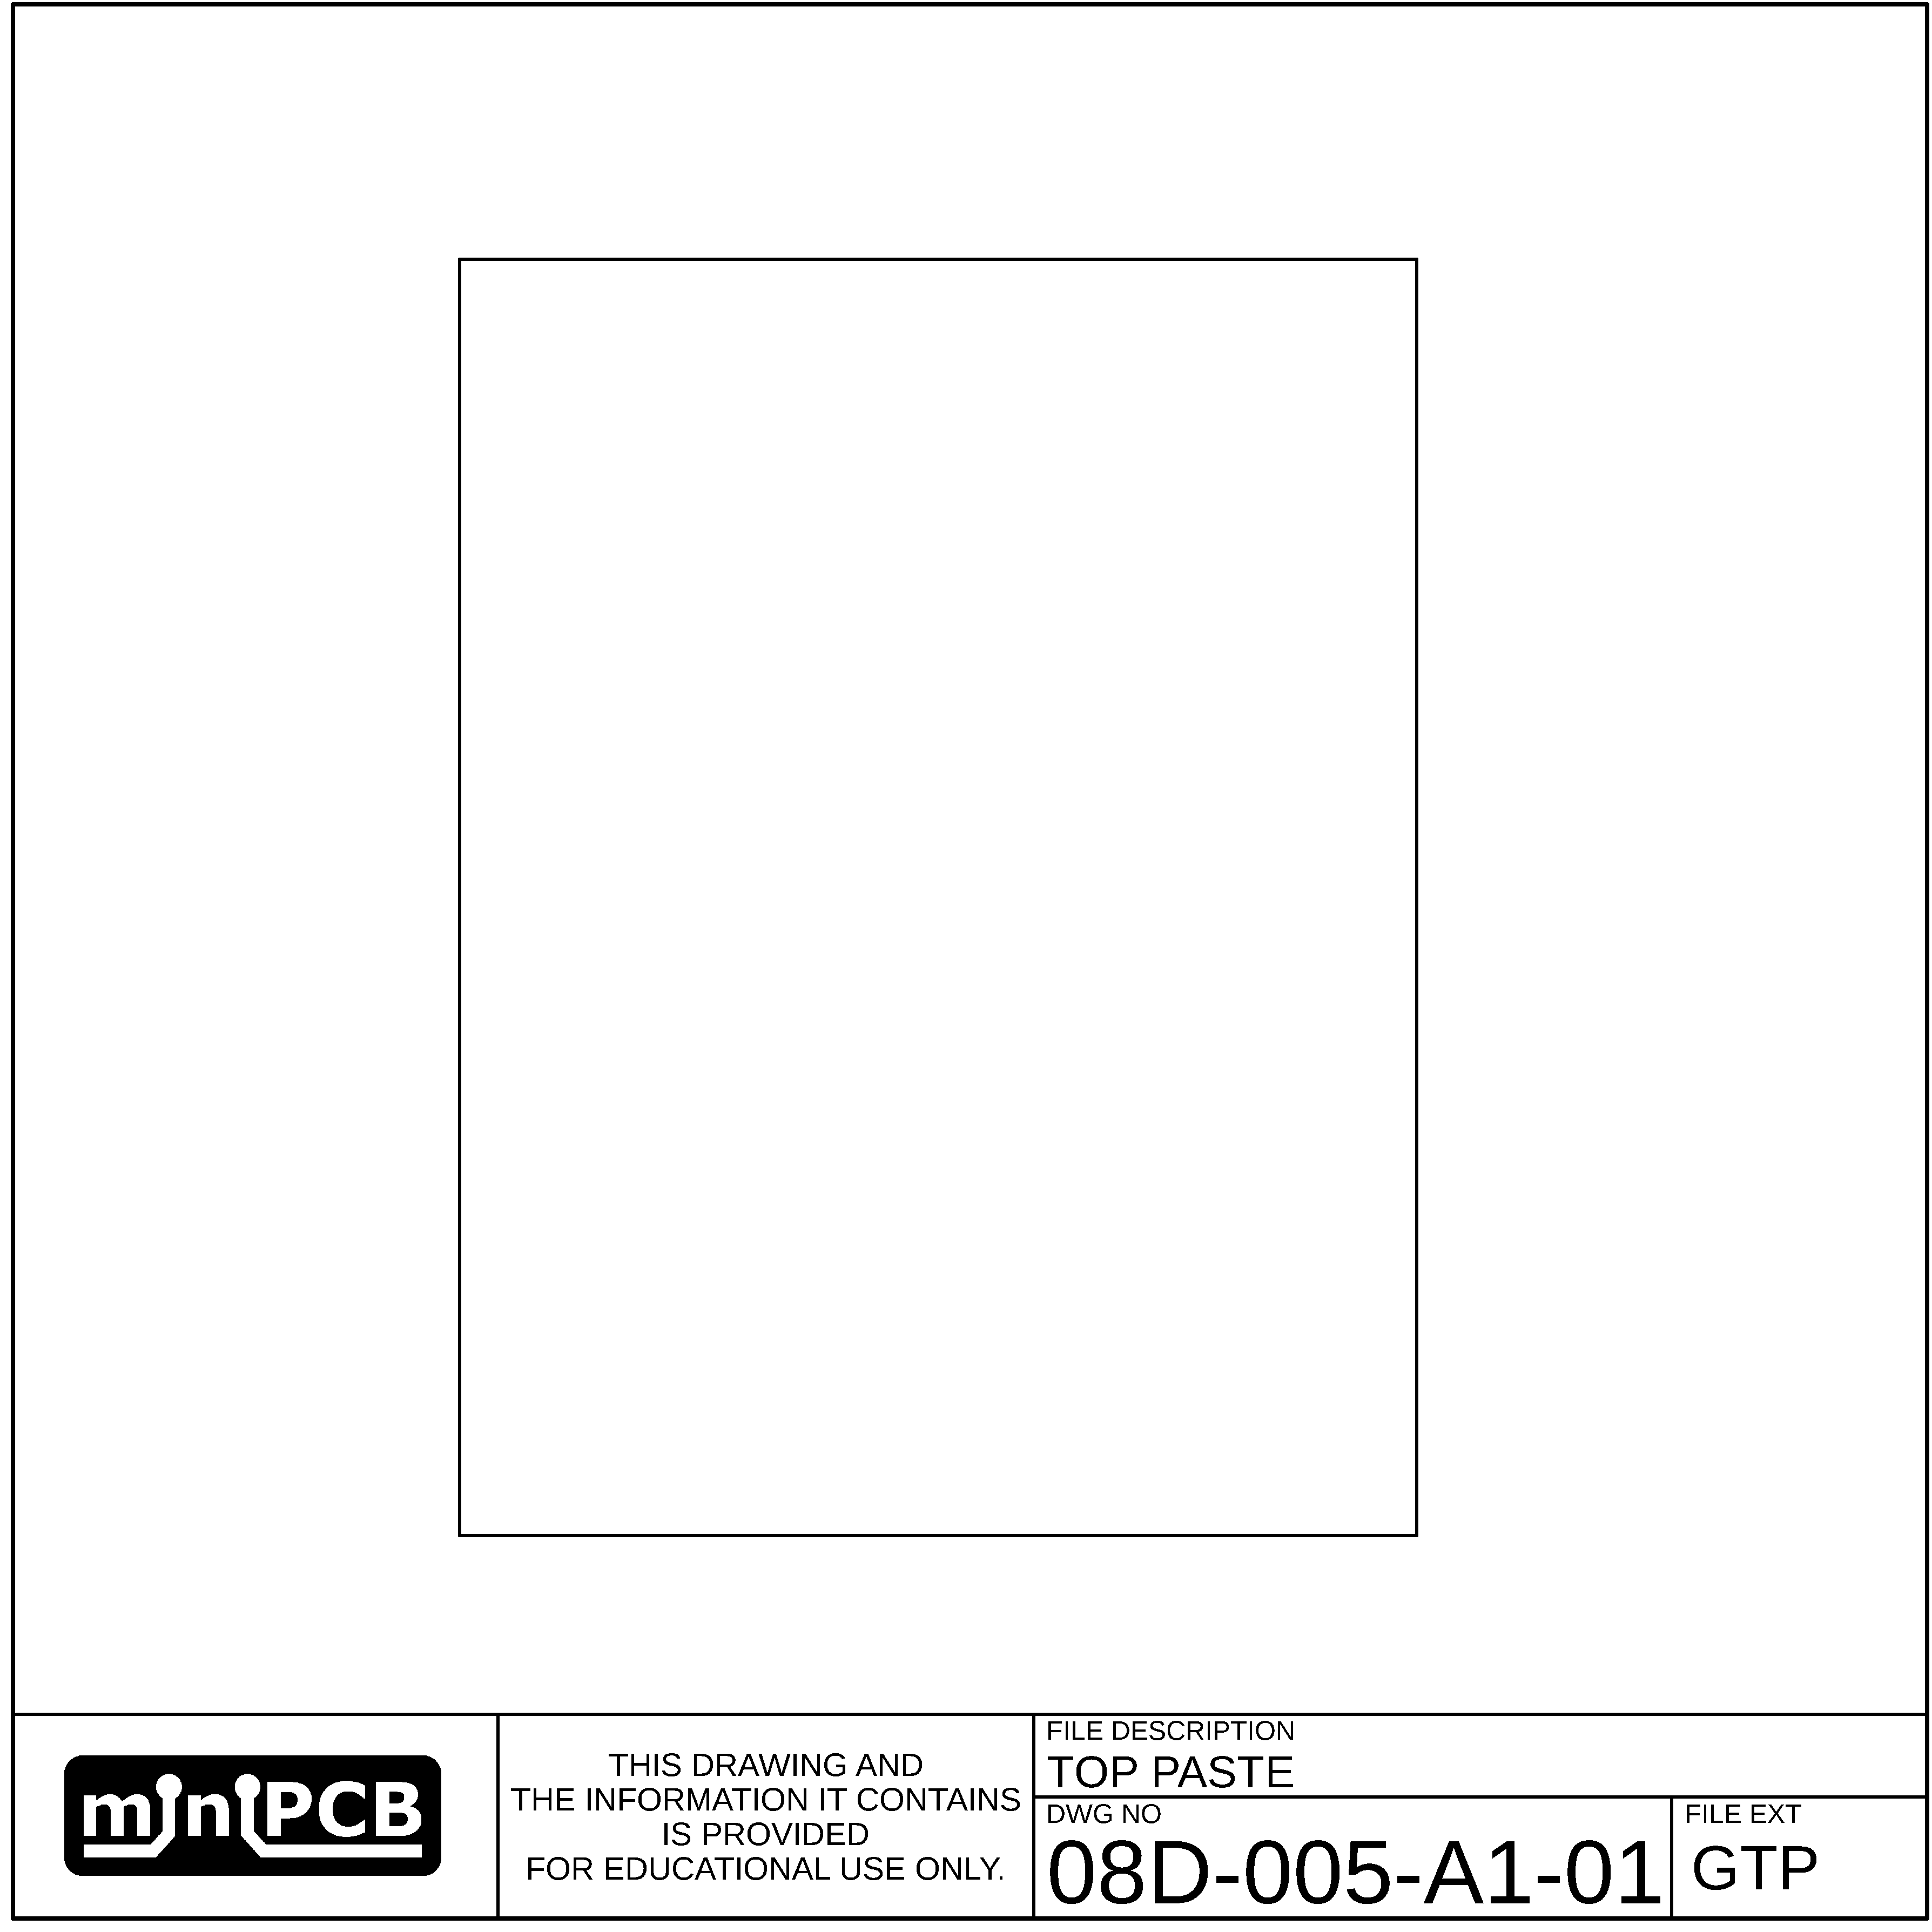 miniPCB
THIS DRAWING AND
THE INFORMATION IT CONTAINS
IS PROVIDED
FOR EDUCATIONAL USE ONLY.
FILE DESCRIPTION
TOP PASTE
DWG NO
08D-005-A1-01
FILE EXT
GTP